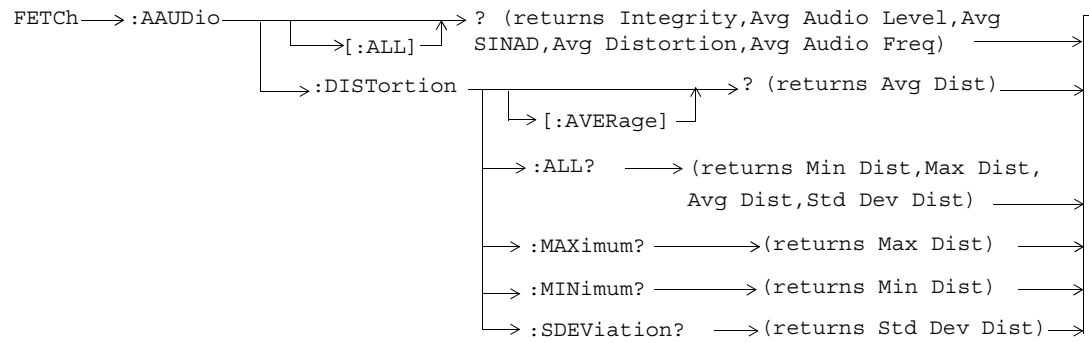 FETCh :AAUDio ? (returns Integrity,Avg Audio Level,Avg
[:ALL] SINAD,Avg Distortion,Avg Audio Freq)
:DISTortion ? (returns Avg Dist)
[:AVERage]
:ALL? (returns Min Dist,Max Dist,
Avg Dist,Std Dev Dist)
:MAXimum? (returns Max Dist)
:MINimum? (returns Min Dist)
:SDEViation? (returns Std Dev Dist)